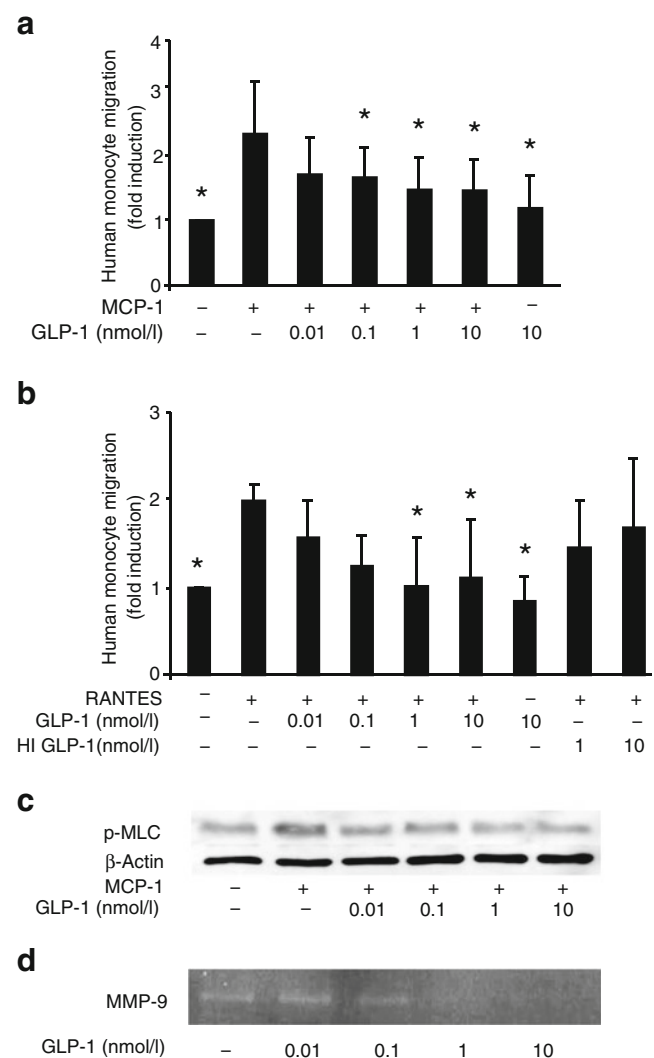 a
Human monocyte migration
(fold induction)
4
3
2
1
0
* * * * *
MCP-1 – + + + + + –
GLP-1 (nmol/l) – – 0.01 0.1 1 10 10
b
Human monocyte migration
(fold induction)
3
2
1
0
* * * *
RANTES – + + + + + – + +
GLP-1 (nmol/l) – – 0.01 0.1 1 10 10 – –
HI GLP-1(nmol/l) – – – – – – – 1 10
c
p-MLC
β-Actin
MCP-1 – + + + + +
GLP-1 (nmol/l) – – 0.01 0.1 1 10
d
MMP-9
GLP-1 (nmol/l) – 0.01 0.1 1 10